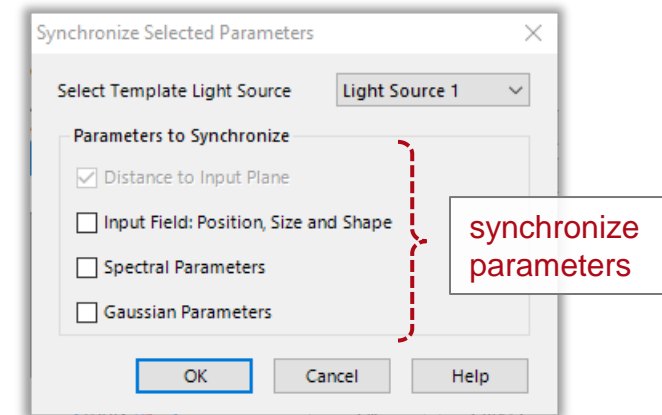 Synchronize Selected Parameters
Select Template Light Source
Light Source 1
Parameters to Synchronize
Distance to Input Plane
Input Field: Position, Size and Shape
Spectral Parameters
Gaussian Parameters
synchronize
parameters
OK
Cancel
Help